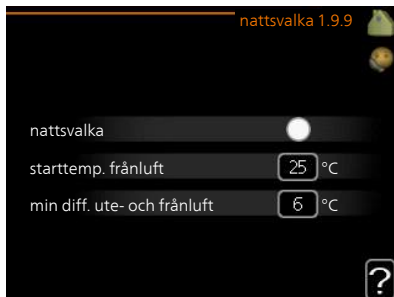 nattsvalka 1.9.9
nattsvalka
starttemp. frånluft 25 °C
min diff. ute- och frånluft 6 °C
?